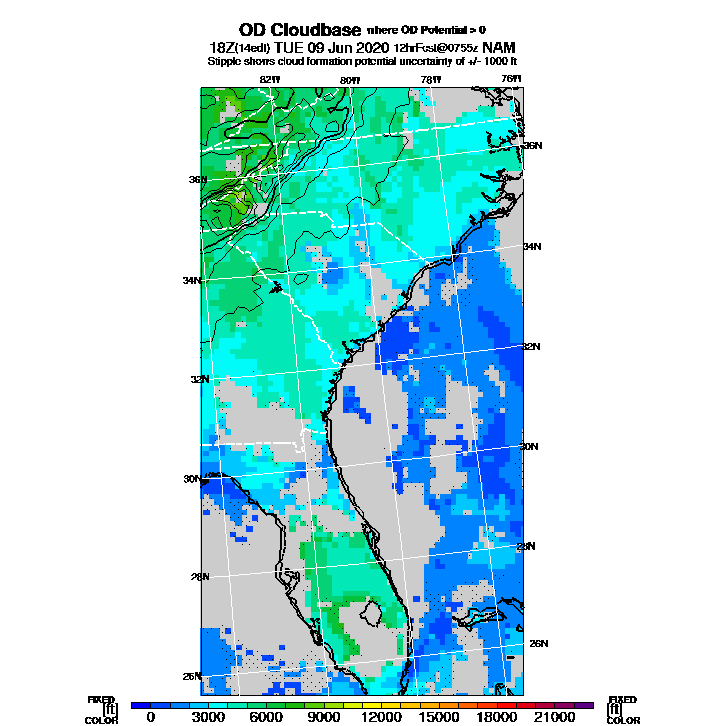 OD Cloudbase where OD Potential > 0
18Z(14edt) TUE 09 Jun 2020 12hrFcst@0755z NAM
Stipple shows cloud formation potential uncertainty of +/- 1000 ft
82W 80W 78W 76W
36N
36N
34N
34N
32N
32N
30N
30N
28N
28N
26N
26N
FIXED FIXED
[ft] [ft]
COLOR COLOR
0 3000 6000 9000 12000 15000 18000 21000